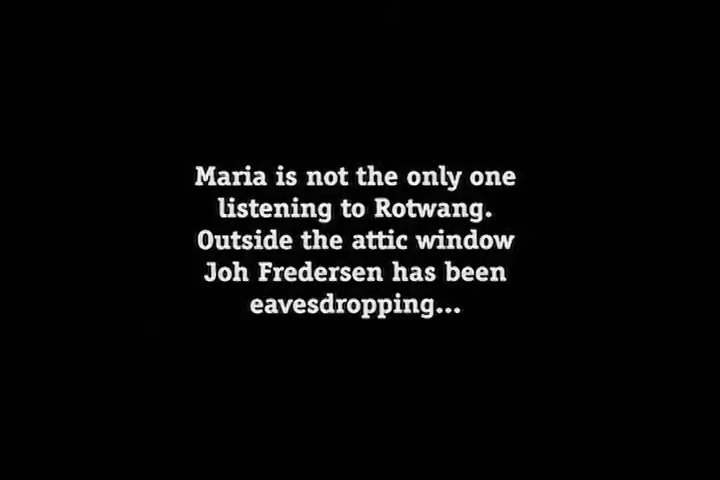 Maria is not the only one
listening to Rotwang.
Outside the attic window
Joh Fredersen has been
eavesdropping...